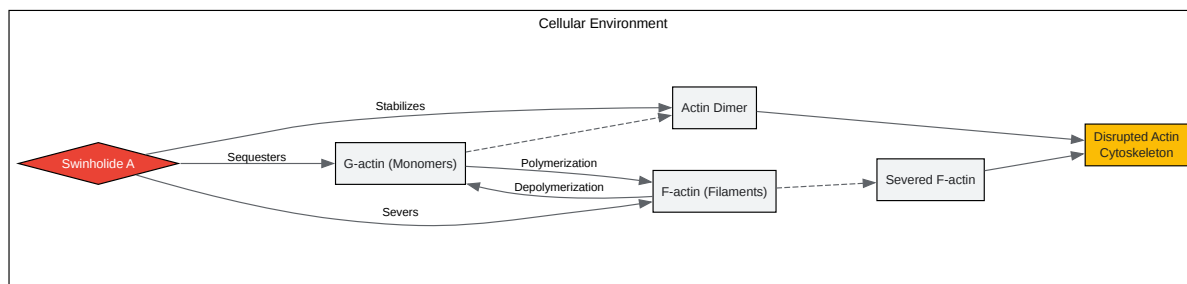 Cellular Environment
Stabilizes
Actin Dimer
Swinholide A
Sequesters
G-actin (Monomers)
Polymerization
Depolymerization
F-actin (Filaments)
Severed F-actin
Disrupted Actin
Cytoskeleton
Severs